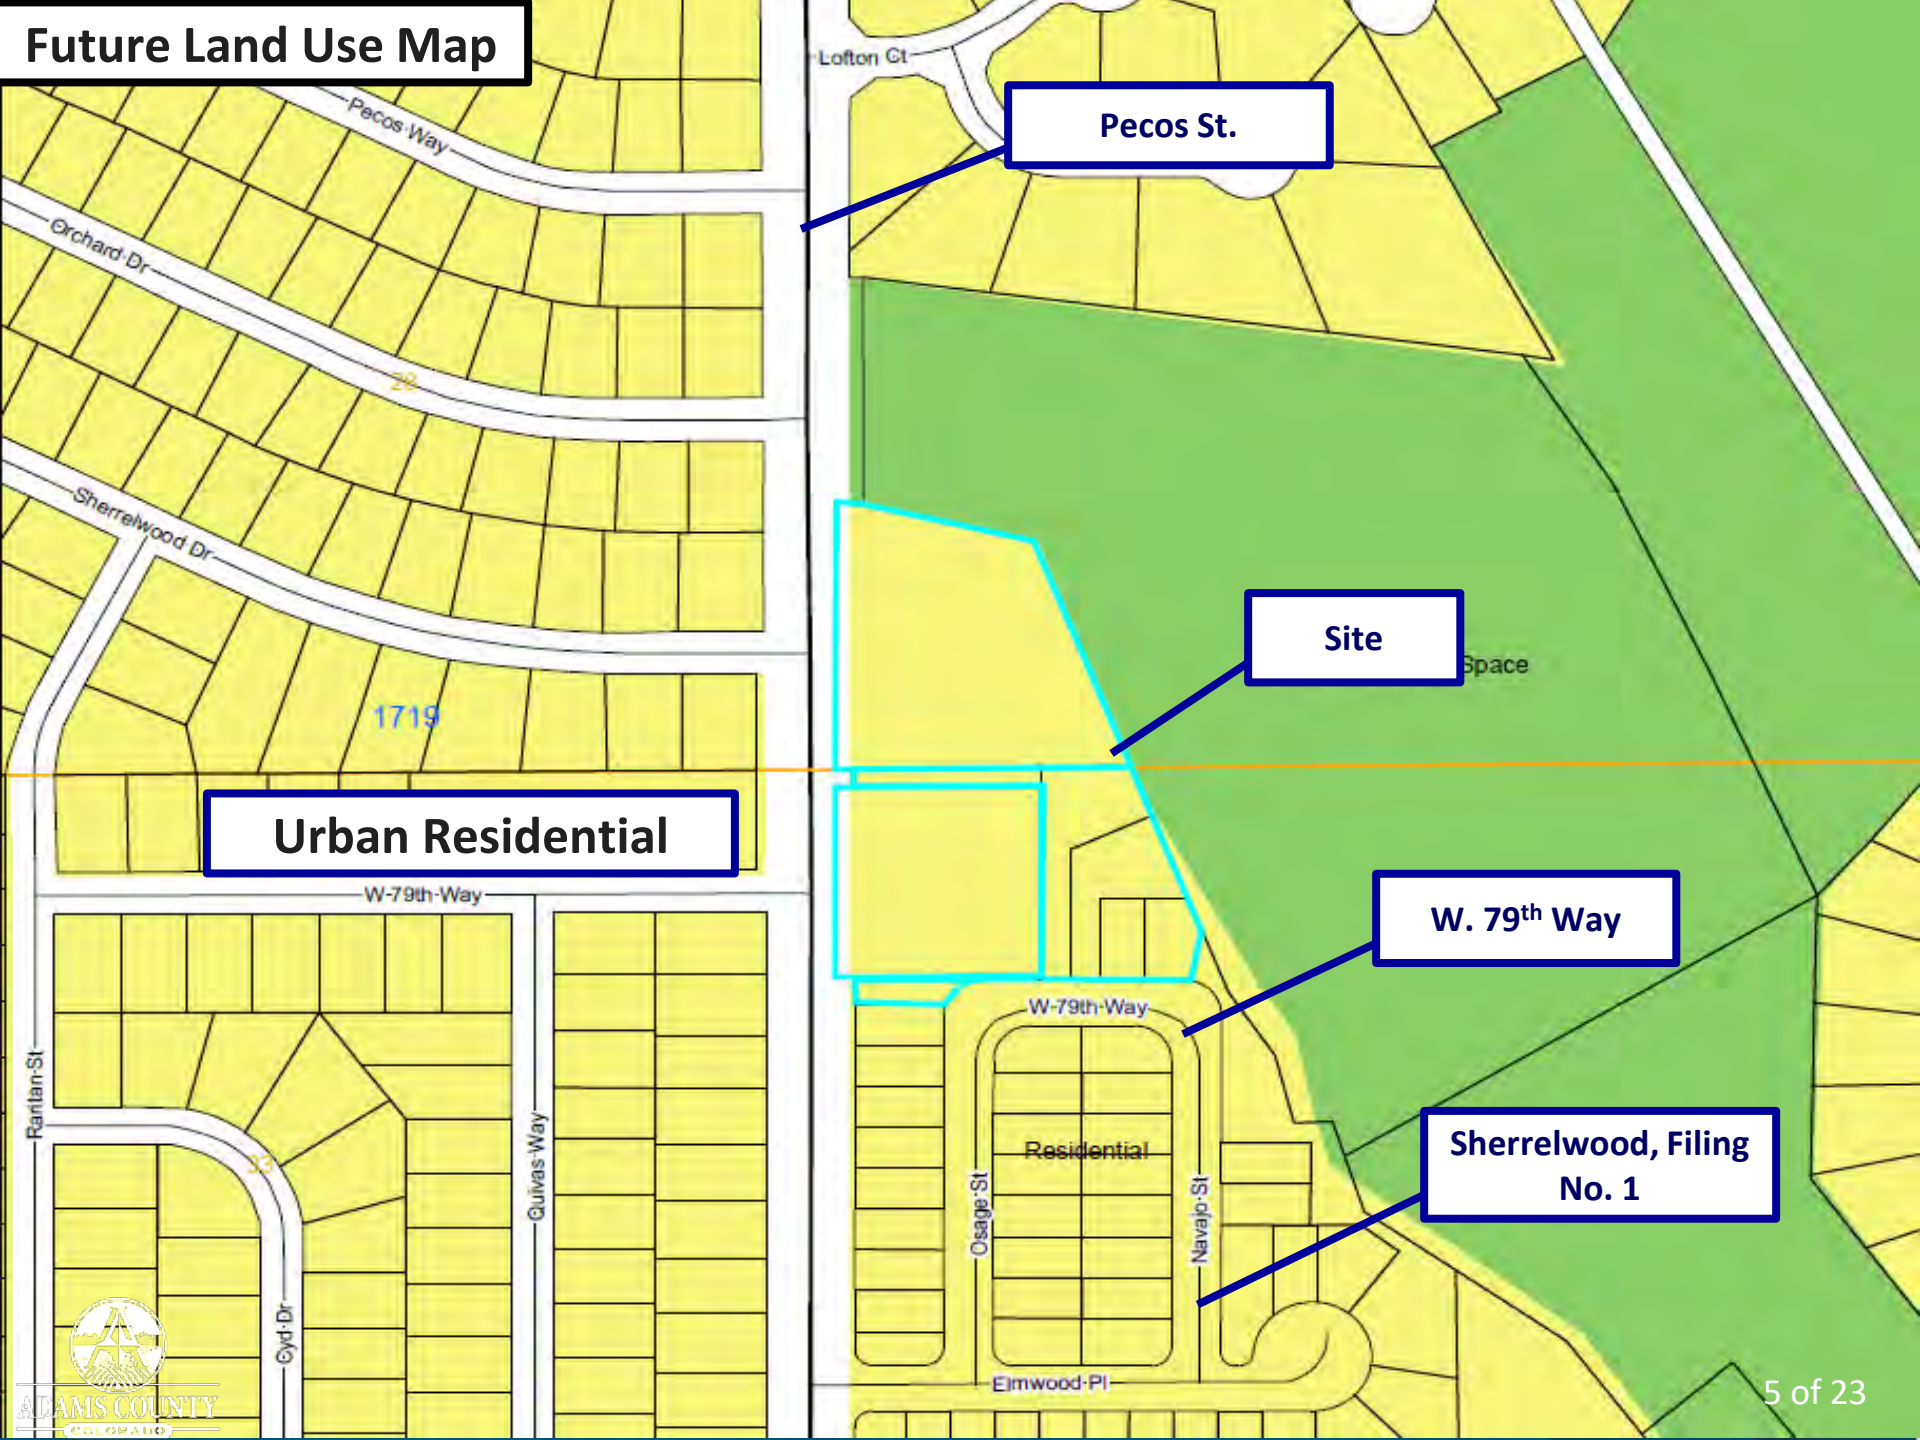 Future Land Use Map
Lofton Ct
Pecos Way
Pecos St.
Orchard Dr
28
Sherrelwood Dr
Site
Space
1719
Urban Residential
W 79th Way
W. 79th Way
W 79th Way
Raritan St
Quivas Way
Residential
Sherrelwood, Filing
No. 1
33
Osage St
Navajo St
Cyd Dr
Elmwood Pl
5 of 23
ADAMS COUNTY
COLORADO